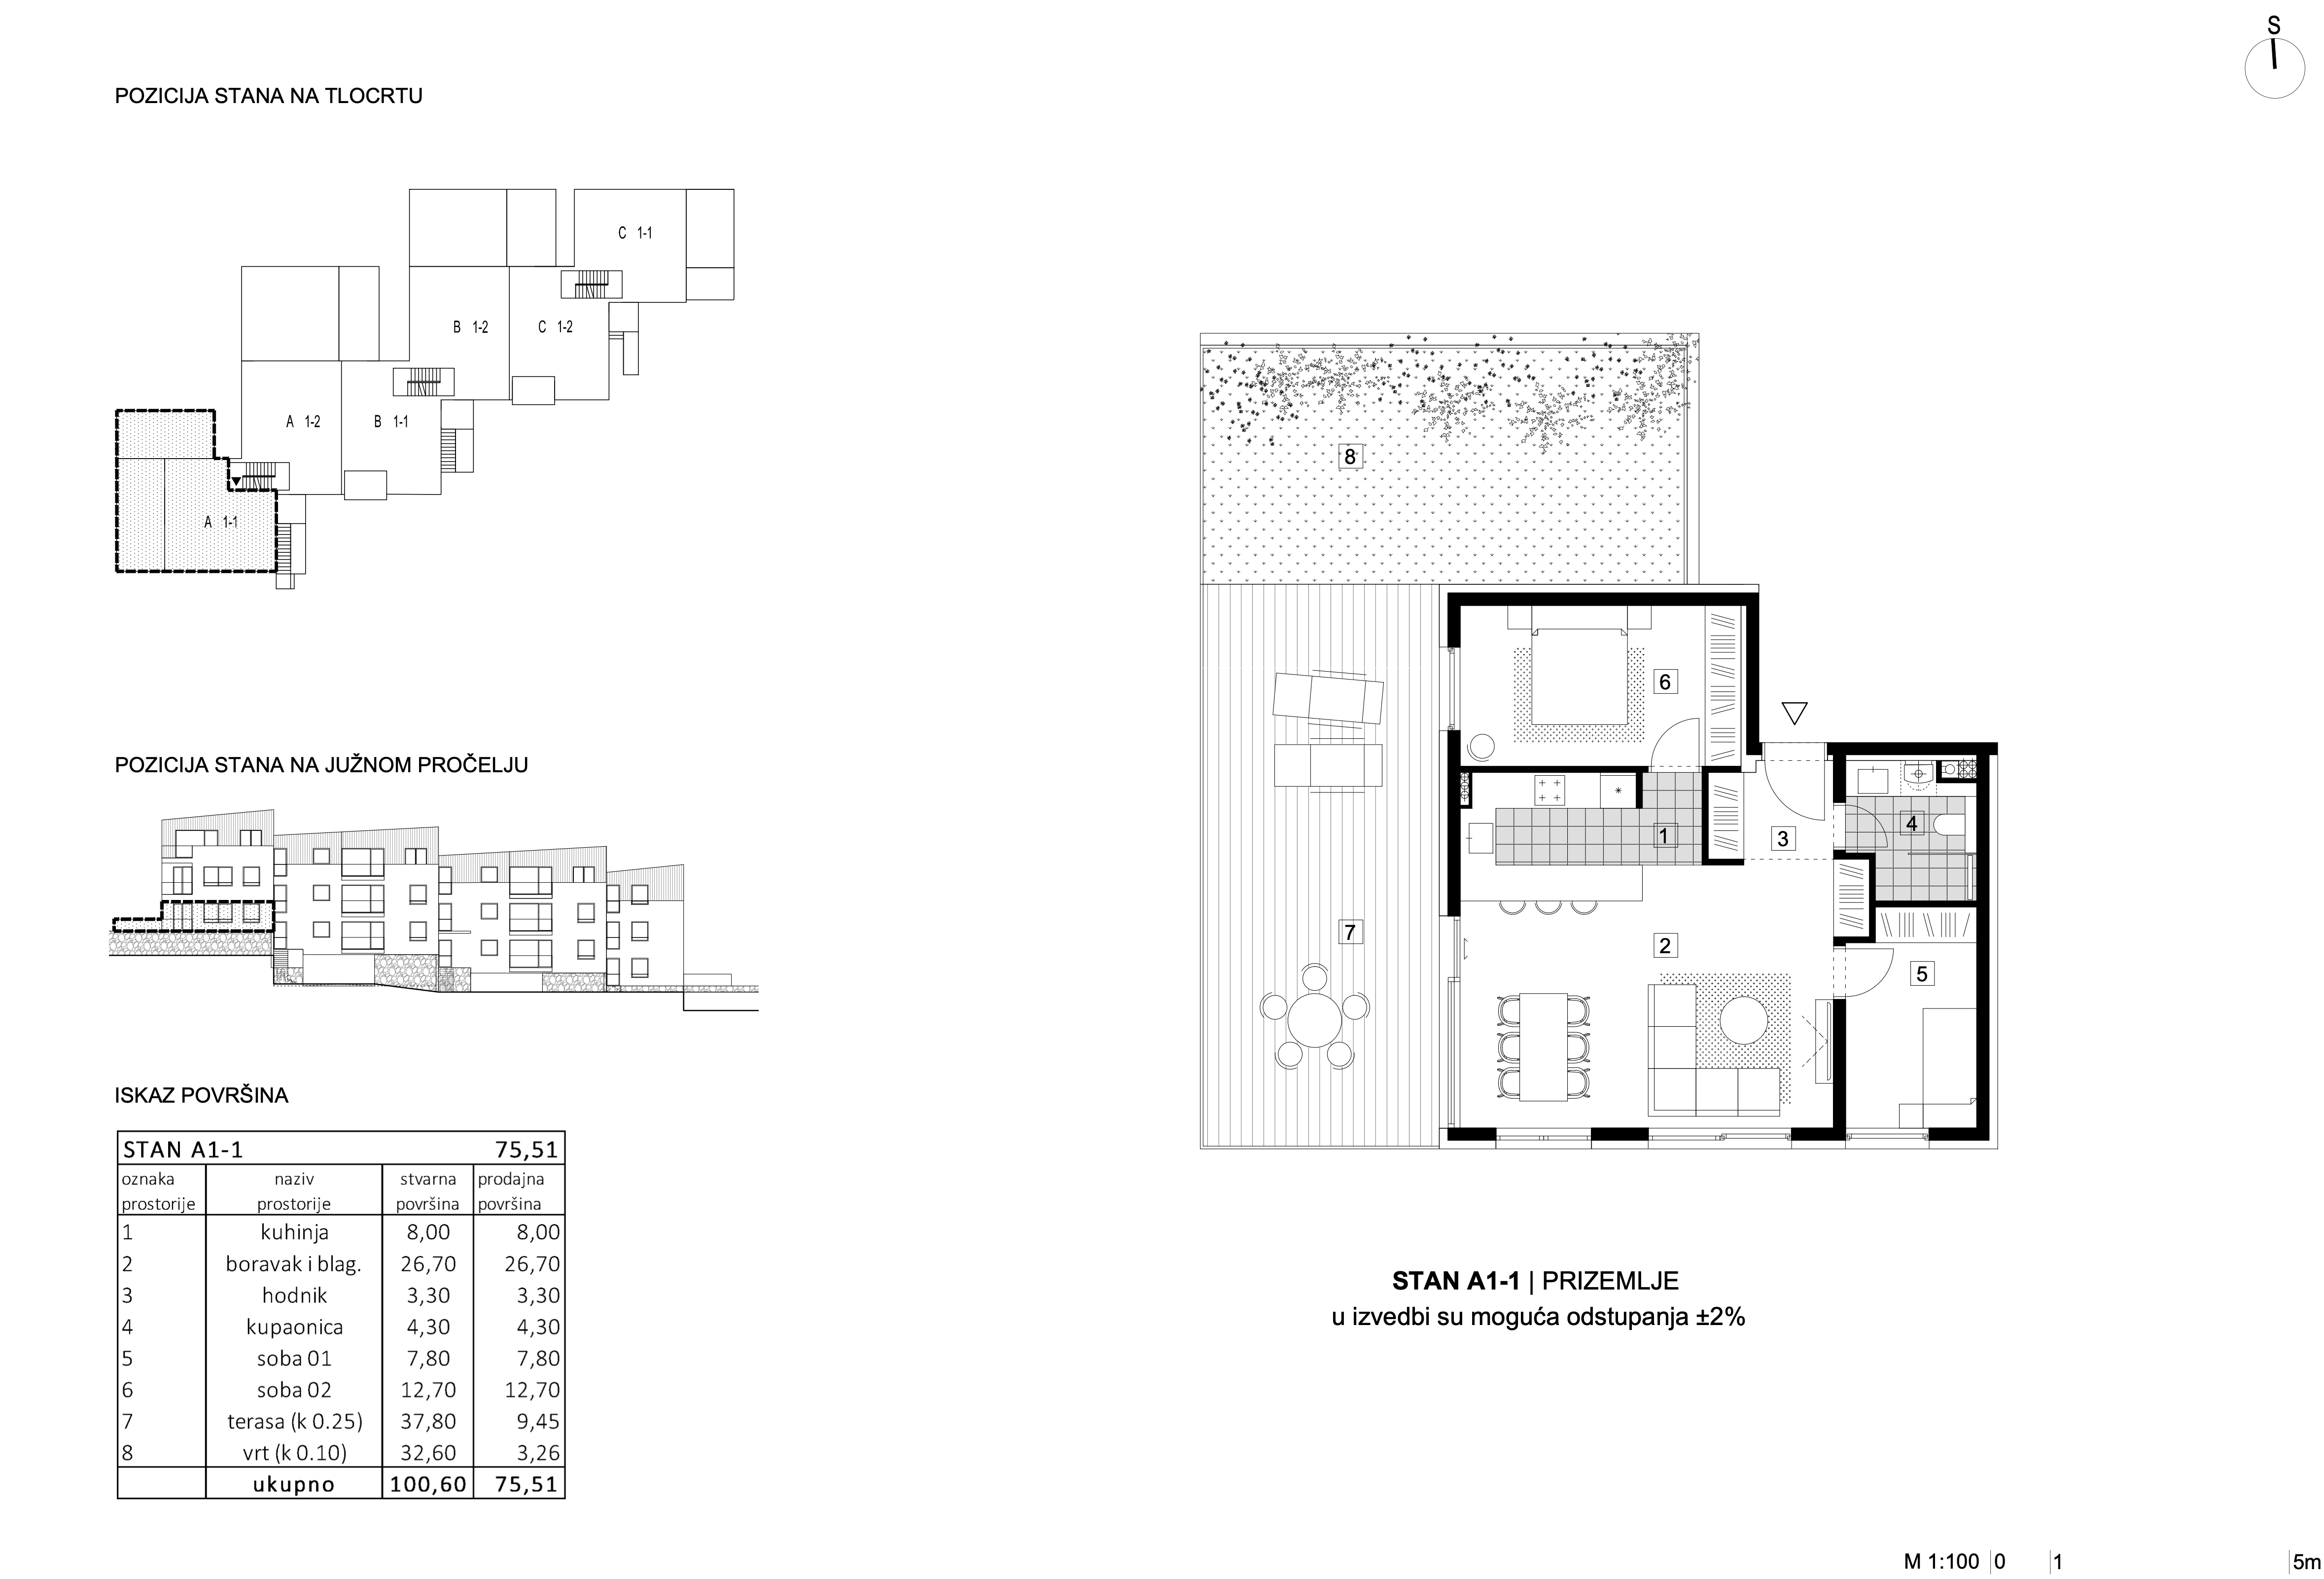 S
POZICIJA STANA NA TLOCRTU
C 1-1
B 1-2
C 1-2
A 1-2
B 1-1
A 1-1
8
6
1
3
4
7
2
5
POZICIJA STANA NA JUŽNOM PROČELJU
ISKAZ POVRŠINA
STAN A1-1 75,51
oznaka prostorije naziv prostorije stvarna površina prodajna površina
1 kuhinja 8,00 8,00
2 boravak i blag. 26,70 26,70
3 hodnik 3,30 3,30
4 kupaonica 4,30 4,30
5 soba 01 7,80 7,80
6 soba 02 12,70 12,70
7 terasa (k 0.25) 37,80 9,45
8 vrt (k 0.10) 32,60 3,26
ukupno 100,60 75,51
STAN A1-1 | PRIZEMLJE
u izvedbi su moguća odstupanja ±2%
M 1:100 0 1 5m